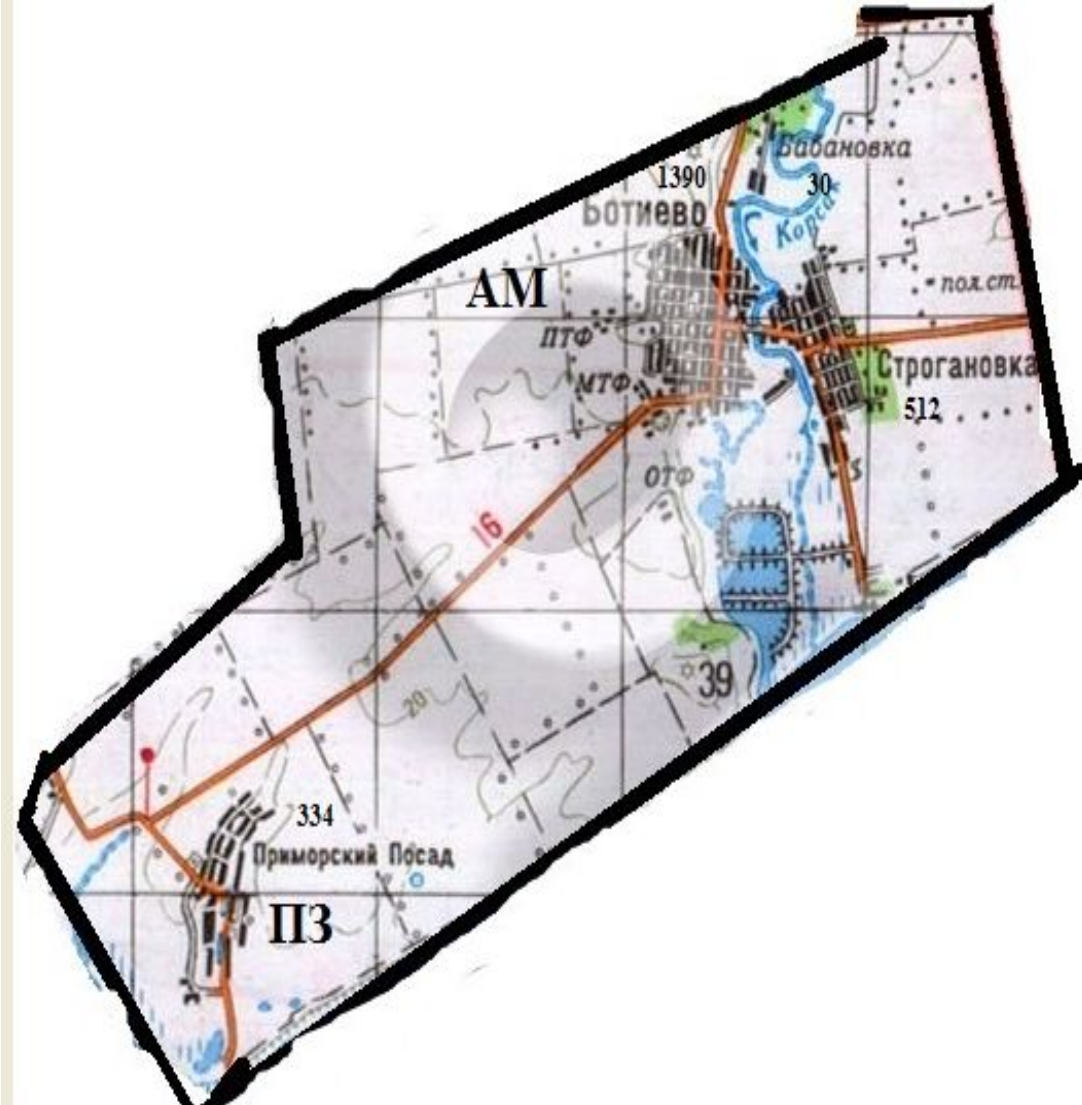 Бабановка
1390
30
Ботиево
Корсак
АМ
пол.ст.
ПТФ
Строгановка
МТФ
512
ОТФ
16
39
20
334
Приморский Посад
ПЗ